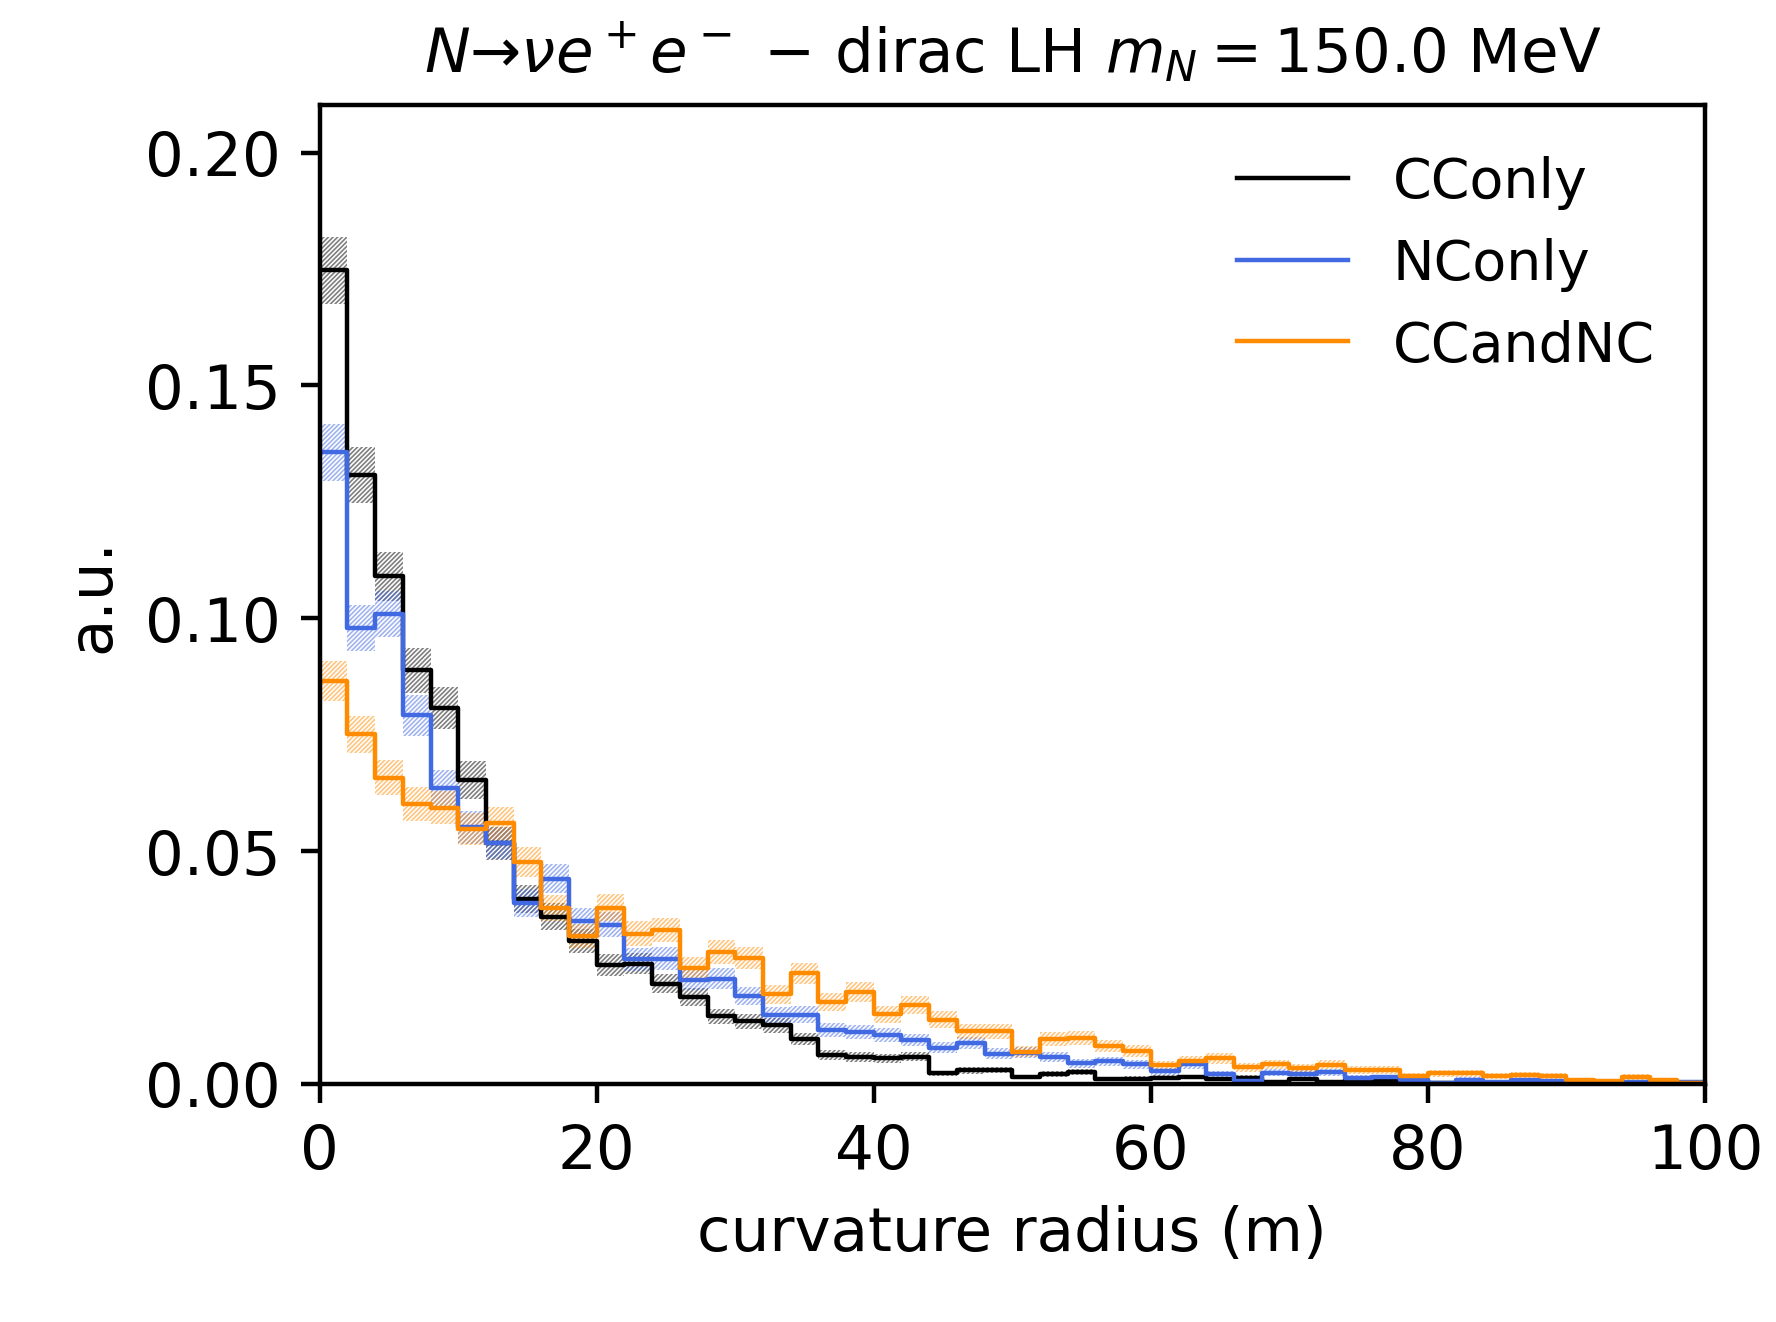 N→νe⁺e⁻ − dirac LH m_N = 150.0 MeV
0.20
0.15
0.10
0.05
0.00
a.u.
CConly
NConly
CCandNC
0 20 40 60 80 100
curvature radius (m)